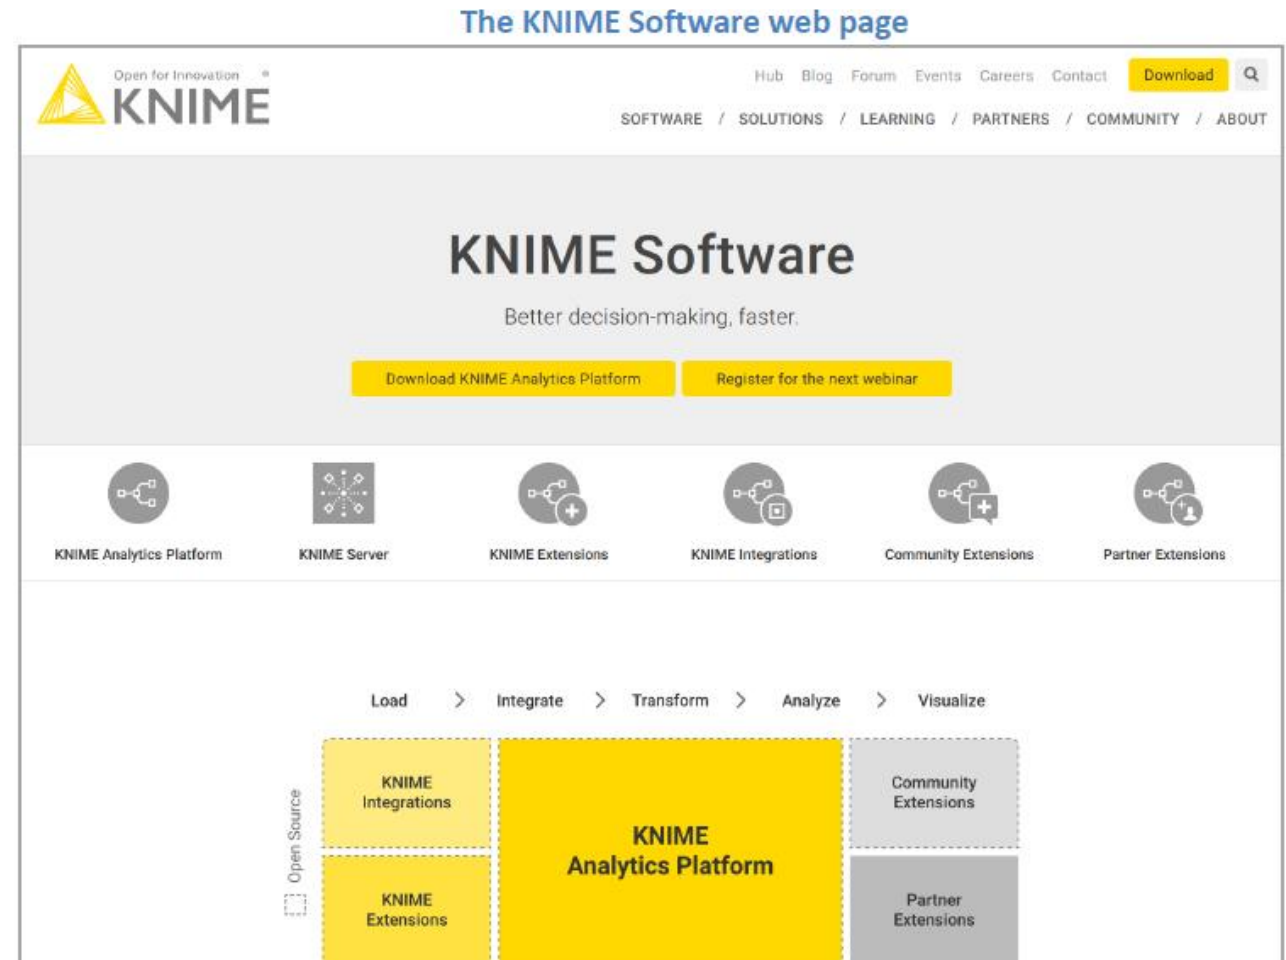 The KNIME Software web page
Open for Innovation ®
KNIME
Hub Blog Forum Events Careers Contact Download
SOFTWARE / SOLUTIONS / LEARNING / PARTNERS / COMMUNITY / ABOUT
KNIME Software
Better decision-making, faster.
Download KNIME Analytics Platform Register for the next webinar
KNIME Analytics Platform KNIME Server KNIME Extensions KNIME Integrations Community Extensions Partner Extensions
Load > Integrate > Transform > Analyze > Visualize
Open Source
KNIME
Integrations
KNIME
Extensions
KNIME
Analytics Platform
Community
Extensions
Partner
Extensions